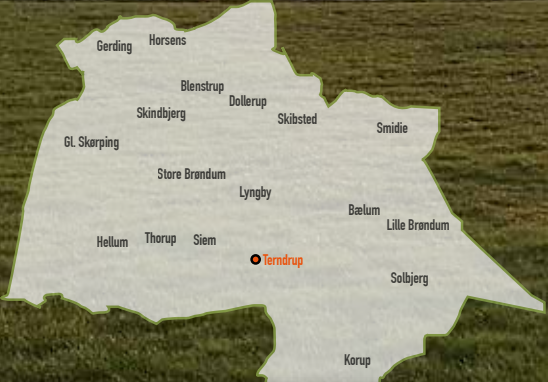 Horsens
Gerding
Blenstrup
Dollerup
Skindbjerg
Skibsted
Smidie
Gl. Skørping
Store Brøndum
Lyngby
Bælum
Lille Brøndum
Thorup
Siem
Hellum
Terndrup
Solbjerg
Korup